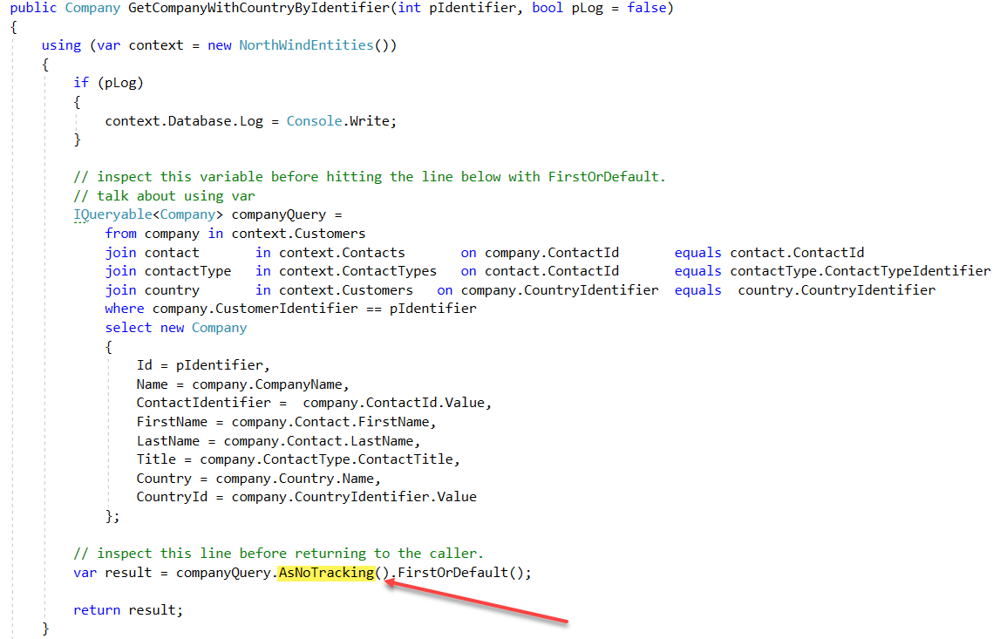 public Company GetCompanyWithCountryByIdentifier(int pIdentifier, bool pLog = false)
{
    using (var context = new NorthWindEntities())
    {
        if (pLog)
        {
            context.Database.Log = Console.Write;
        }

        // inspect this variable before hitting the line below with FirstOrDefault.
        // talk about using var
        IQueryable<Company> companyQuery =
            from company in context.Customers
            join contact       in context.Contacts       on company.ContactId       equals contact.ContactId
            join contactType   in context.ContactTypes   on contact.ContactId       equals contactType.ContactTypeIdentifier
            join country       in context.Customers   on company.CountryIdentifier  equals  country.CountryIdentifier
            where company.CustomerIdentifier == pIdentifier
            select new Company
            {
                Id = pIdentifier,
                Name = company.CompanyName,
                ContactIdentifier =  company.ContactId.Value,
                FirstName = company.Contact.FirstName,
                LastName = company.Contact.LastName,
                Title = company.ContactType.ContactTitle,
                Country = company.Country.Name,
                CountryId = company.CountryIdentifier.Value
            };

        // inspect this line before returning to the caller.
        var result = companyQuery.AsNoTracking().FirstOrDefault();

        return result;
    }